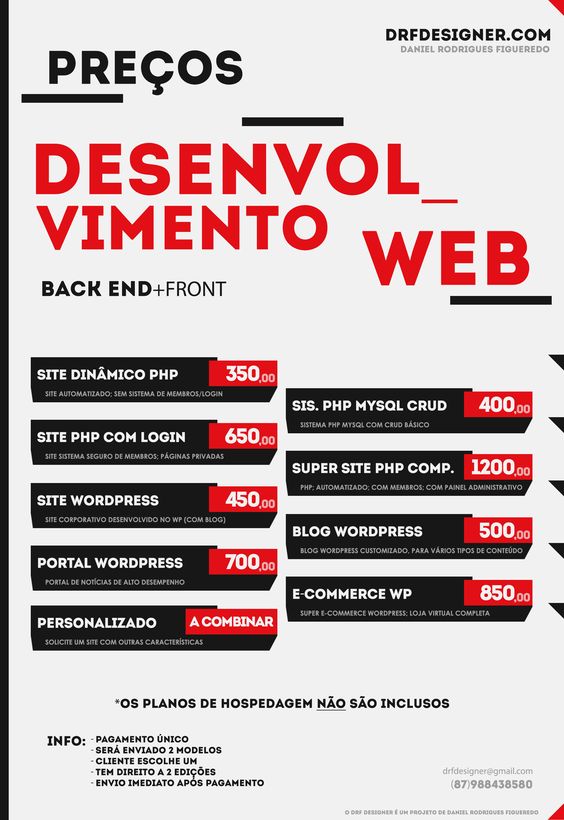 DRFDESIGNER.COM
DANIEL RODRIGUES FIGUEREDO
PREÇOS
DESENVOL_
VIMENTO
WEB
BACK END+FRONT
SITE DINÂMICO PHP 350,00
SITE AUTOMATIZADO; SEM SISTEMA DE MEMBROS/LOGIN
SITE PHP COM LOGIN 650,00
SITE SISTEMA SEGURO DE MEMBROS; PÁGINAS PRIVADAS
SITE WORDPRESS 450,00
SITE CORPORATIVO DESENVOLVIDO NO WP (COM BLOG)
PORTAL WORDPRESS 700,00
PORTAL DE NOTÍCIAS DE ALTO DESEMPENHO
PERSONALIZADO A COMBINAR
SOLICITE UM SITE COM OUTRAS CARACTERÍSTICAS
SIS. PHP MYSQL CRUD 400,00
SISTEMA PHP MYSQL COM CRUD BÁSICO
SUPER SITE PHP COMP. 1200,00
PHP; AUTOMATIZADO; COM MEMBROS; COM PAINEL ADMINISTRATIVO
BLOG WORDPRESS 500,00
BLOG WORDPRESS CUSTOMIZADO, PARA VÁRIOS TIPOS DE CONTEÚDO
E-COMMERCE WP 850,00
SUPER E-COMMERCE WORDPRESS; LOJA VIRTUAL COMPLETA
*OS PLANOS DE HOSPEDAGEM NÃO SÃO INCLUSOS
INFO: - PAGAMENTO ÚNICO
- SERÁ ENVIADO 2 MODELOS
- CLIENTE ESCOLHE UM
- TEM DIREITO A 2 EDIÇÕES
- ENVIO IMEDIATO APÓS PAGAMENTO
drfdesigner@gmail.com
(87)988438580
O DRF DESIGNER É UM PROJETO DE DANIEL RODRIGUES FIGUEREDO